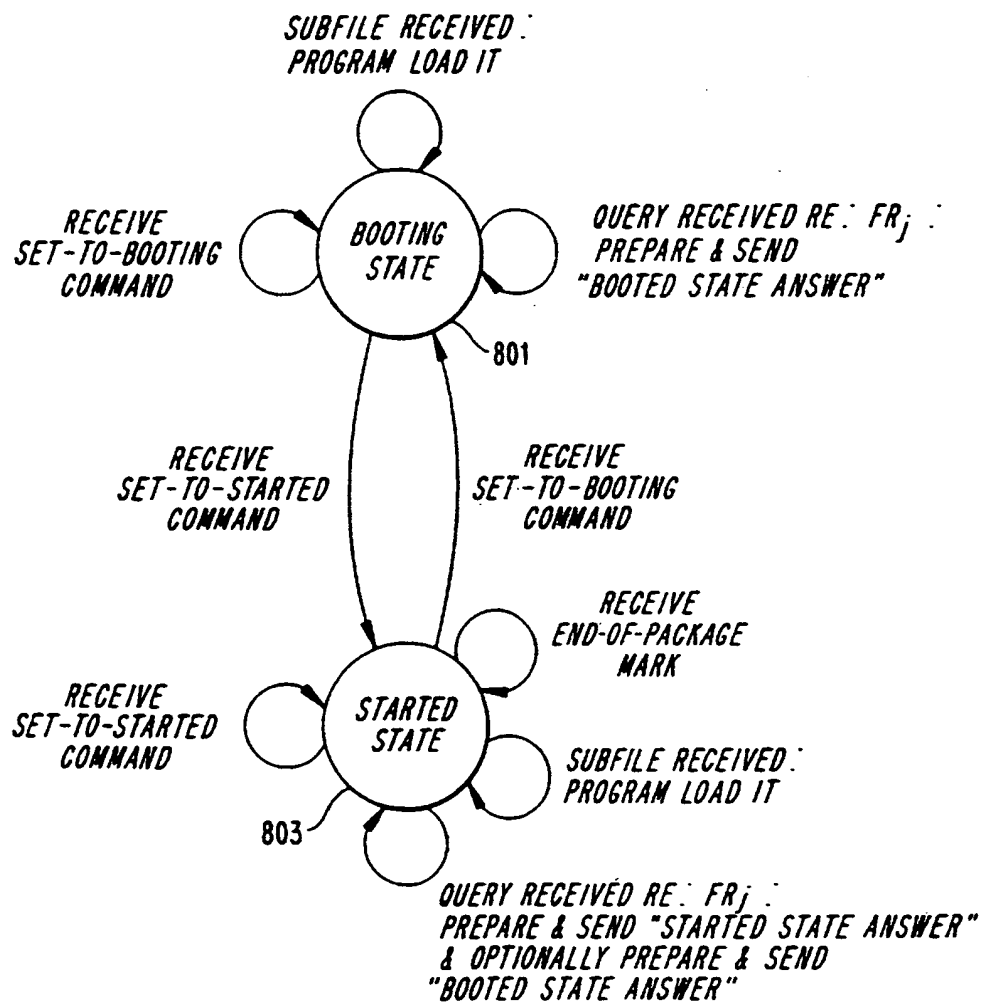 SUBFILE RECEIVED:
PROGRAM LOAD IT
RECEIVE
SET-TO-BOOTING
COMMAND
BOOTING
STATE
QUERY RECEIVED RE: FRj:
PREPARE & SEND
"BOOTED STATE ANSWER"
801
RECEIVE
SET-TO-STARTED
COMMAND
RECEIVE
SET-TO-BOOTING
COMMAND
RECEIVE
END-OF-PACKAGE
MARK
RECEIVE
SET-TO-STARTED
COMMAND
STARTED
STATE
SUBFILE RECEIVED:
PROGRAM LOAD IT
803
QUERY RECEIVED RE: FRj:
PREPARE & SEND "STARTED STATE ANSWER"
& OPTIONALLY PREPARE & SEND
"BOOTED STATE ANSWER"